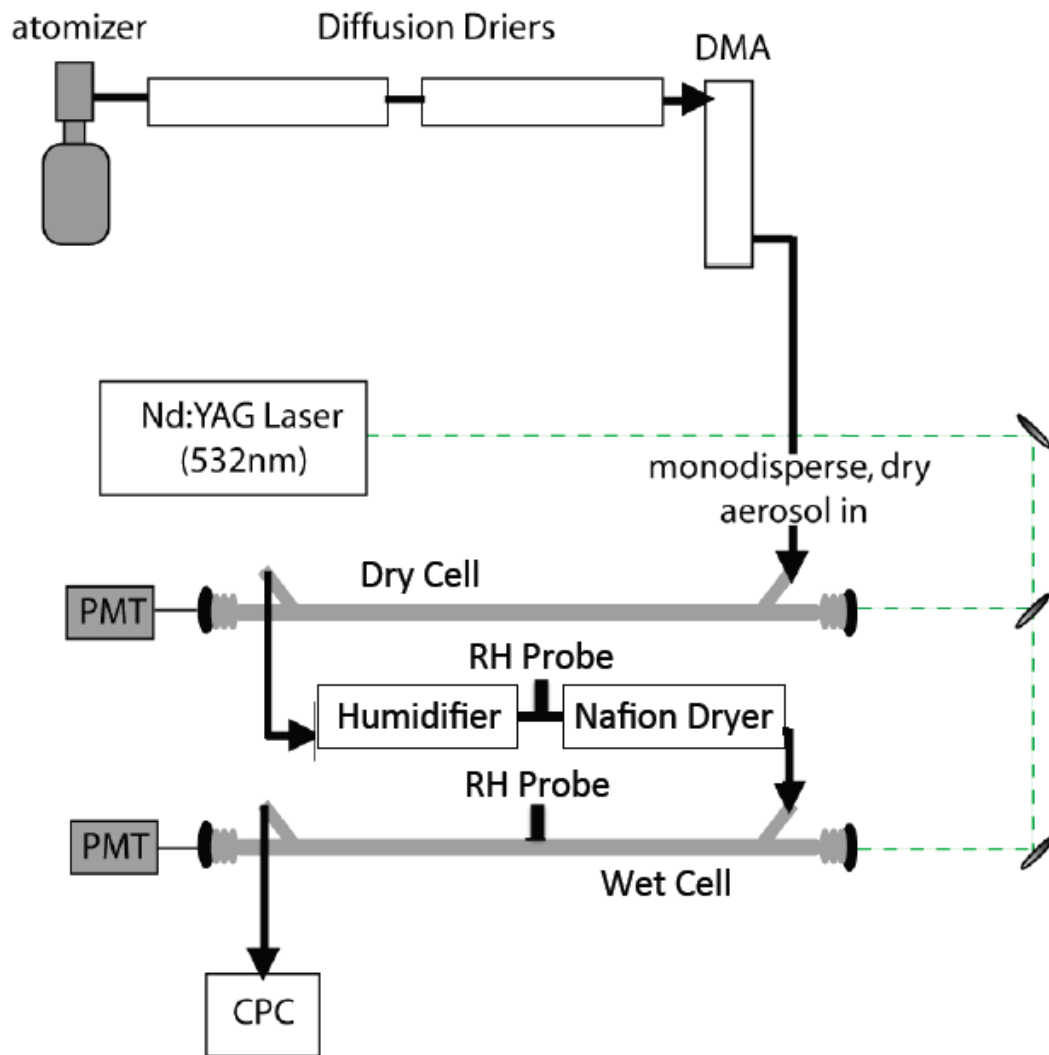 atomizer
Diffusion Driers
DMA
Nd:YAG Laser
(532nm)
monodisperse, dry
aerosol in
Dry Cell
PMT
RH Probe
Humidifier
Nafion Dryer
RH Probe
PMT
Wet Cell
CPC